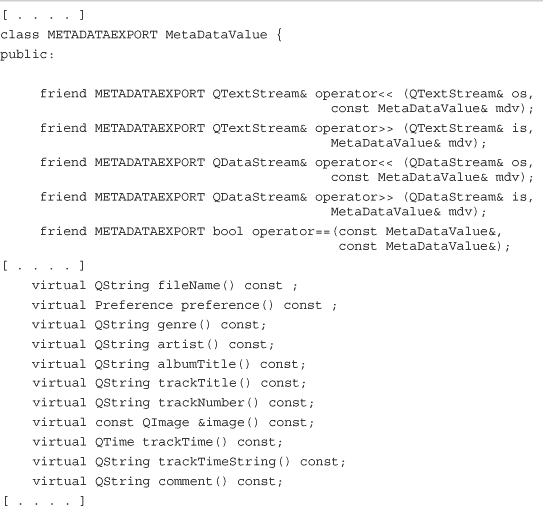 [ . . . . ]
class METADATAEXPORT MetaDataValue {
public:
friend METADATAEXPORT QTextStream& operator<< (QTextStream& os,
const MetaDataValue& mdv);
friend METADATAEXPORT QTextStream& operator>> (QTextStream& is,
MetaDataValue& mdv);
friend METADATAEXPORT QDataStream& operator<< (QDataStream& os,
const MetaDataValue& mdv);
friend METADATAEXPORT QDataStream& operator>> (QDataStream& is,
MetaDataValue& mdv);
friend METADATAEXPORT bool operator==(const MetaDataValue&,
const MetaDataValue&);
[ . . . . ]
virtual QString fileName() const ;
virtual Preference preference() const ;
virtual QString genre() const;
virtual QString artist() const;
virtual QString albumTitle() const;
virtual QString trackTitle() const;
virtual QString trackNumber() const;
virtual const QImage &image() const;
virtual QTime trackTime() const;
virtual QString trackTimeString() const;
virtual QString comment() const;
[ . . . . ]